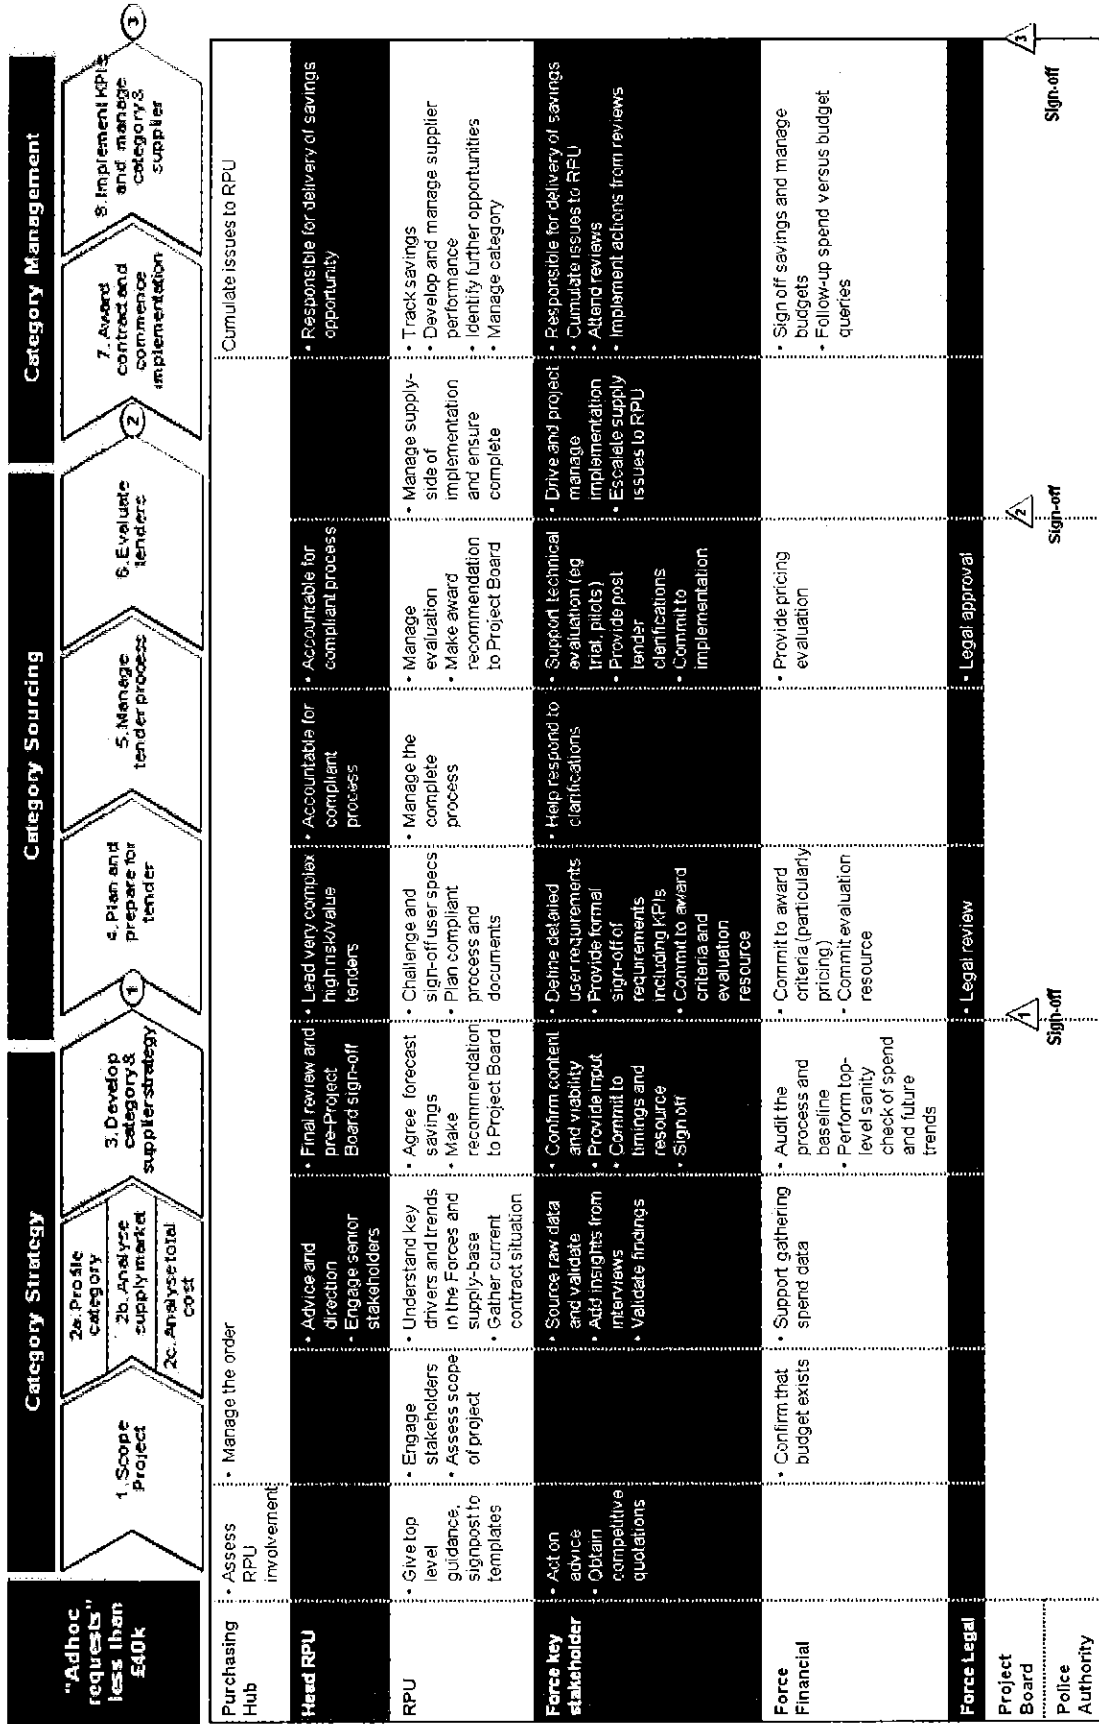 "Adhoc
requests"
less than
£40k
Category Strategy
Category Sourcing
Category Management
1. Scope
Project
2a. Profile
category
2b. Analyse
supply market
2c. Analyse total
cost
3. Develop
category &
supplier strategy
1
4. Plan and
prepare for
tender
5. Manage
tender process
6. Evaluate
tenders
2
7. Award
contract and
commence
implementation
8. Implement KPIs
and manage
category &
supplier
3
Purchasing
Hub
• Assess
RPU
involvement
• Manage the order
Cumulate issues to RPU
Head RPU
• Advice and
direction
• Engage senior
stakeholders
• Final review and
pre-Project
Board sign-off
• Lead very complex
high risk/value
tenders
• Accountable for
compliant
process
• Accountable for
compliant process
• Responsible for delivery of savings
opportunity
RPU
• Give top
level
guidance,
signpost to
templates
• Engage
stakeholders
• Assess scope
of project
• Understand key
drivers and trends
in the Forces and
supply-base
• Gather current
contract situation
• Agree forecast
savings
• Make
recommendation
to Project Board
• Challenge and
sign-off user specs
• Plan compliant
process and
documents
• Manage the
complete
process
• Manage
evaluation
• Make award
recommendation
to Project Board
• Manage supply-
side of
implementation
and ensure
complete
• Track savings
• Develop and manage supplier
performance
• Identify further opportunities
• Manage category
Force key
stakeholder
• Act on
advice
• Obtain
competitive
quotations
• Source raw data
and validate
• Add insights from
interviews
• Validate findings
• Confirm content
and viability
• Provide input
• Commit to
timings and
resource
• Sign off
• Define detailed
user requirements
• Provide formal
sign-off of
requirements
including KPIs
• Commit to award
criteria and
evaluation
resource
• Help respond to
clarifications
• Support technical
evaluation (eg
trial, pilots)
• Provide post
tender
clarifications
• Commit to
implementation
• Drive and project
manage
implementation
• Escalate supply
issues to RPU
• Responsible for delivery of savings
• Cumulate issues to RPU
• Attend reviews
• Implement actions from reviews
Force
Financial
• Confirm that
budget exists
• Support gathering
spend data
• Audit the
process and
baseline
• Perform top-
level sanity
check of spend
and future
trends
• Commit to award
criteria (particularly
pricing)
• Commit evaluation
resource
• Provide pricing
evaluation
• Sign off savings and manage
budgets
• Follow-up spend versus budget
queries
Force Legal
• Legal review
• Legal approval
Project
Board
1
2
3
Police
Authority
Sign-off
Sign-off
Sign-off